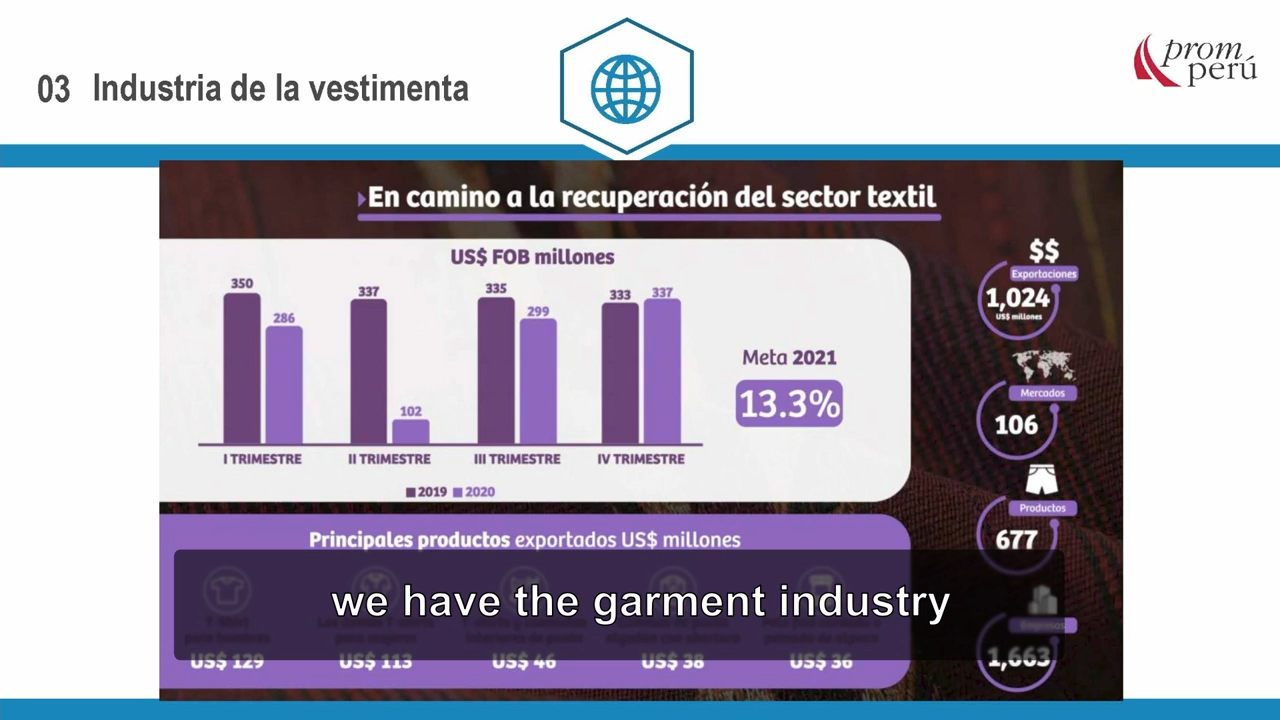 03 Industria de la vestimenta
prom
perú
En camino a la recuperación del sector textil
US$ FOB millones
350
286
337
102
335
299
333
337
I TRIMESTRE
II TRIMESTRE
III TRIMESTRE
IV TRIMESTRE
2019 2020
Meta 2021
13.3%
$$
Exportaciones
1,024
US$ millones
Mercados
106
Productos
677
Empresas
1,663
Principales productos exportados US$ millones
US$ 129
US$ 113
US$ 46
US$ 38
US$ 36
we have the garment industry